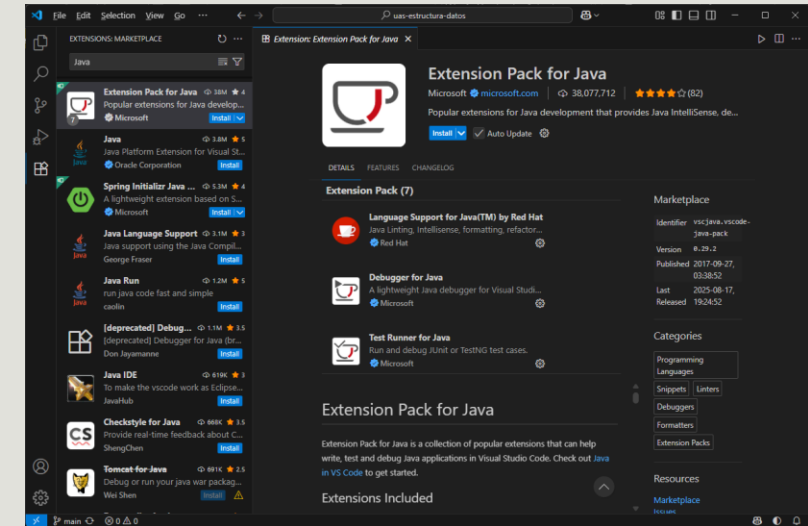 File Edit Selection View Go ···
uas-estructura-datos
EXTENSIONS: MARKETPLACE
Java
Extension Pack for Java 38M ★ 4
Popular extensions for Java develop...
Microsoft Install
7
Java 3.8M ★ 5
Java Platform Extension for Visual St...
Oracle Corporation Install
Spring Initializr Java ... 5.3M ★ 4
A lightweight extension based on S...
Microsoft Install
Java Language Support 3.1M ★ 3
Java support using the Java Compil...
George Fraser Install
Java Run 1.2M ★ 5
run java code fast and simple
caolin Install
[deprecated] Debug... 1.1M ★ 3.5
[deprecated] Debugger for Java (br...
Don Jayamanne Install
Java IDE 619K ★ 3
To make the vscode work as Eclipse...
JavaHub Install
CS
Checkstyle for Java 668K ★ 3.5
Provide real-time feedback about C...
ShengChen Install
Tomcat for Java 691K ★ 2.5
Debug or run your java war packag...
Wei Shen Install
main 0 0
Extension: Extension Pack for Java
Extension Pack for Java
Microsoft microsoft.com 38,077,712 ★★★★☆(82)
Popular extensions for Java development that provides Java IntelliSense, de...
Install Auto Update
DETAILS FEATURES CHANGELOG
Extension Pack (7)
Language Support for Java(TM) by Red Hat
Java Linting, Intellisense, formatting, refactor...
Red Hat
Debugger for Java
A lightweight Java debugger for Visual Studi...
Microsoft
Test Runner for Java
Run and debug JUnit or TestNG test cases.
Microsoft
Extension Pack for Java
Extension Pack for Java is a collection of popular extensions that can help
write, test and debug Java applications in Visual Studio Code. Check out Java
in VS Code to get started.
Extensions Included
Marketplace
Identifier vscjava.vscode-
java-pack
Version 0.29.2
Published 2017-09-27,
03:38:52
Last 2025-08-17,
Released 19:24:52
Categories
Programming
Languages
Snippets Linters
Debuggers
Formatters
Extension Packs
Resources
Marketplace
Issues